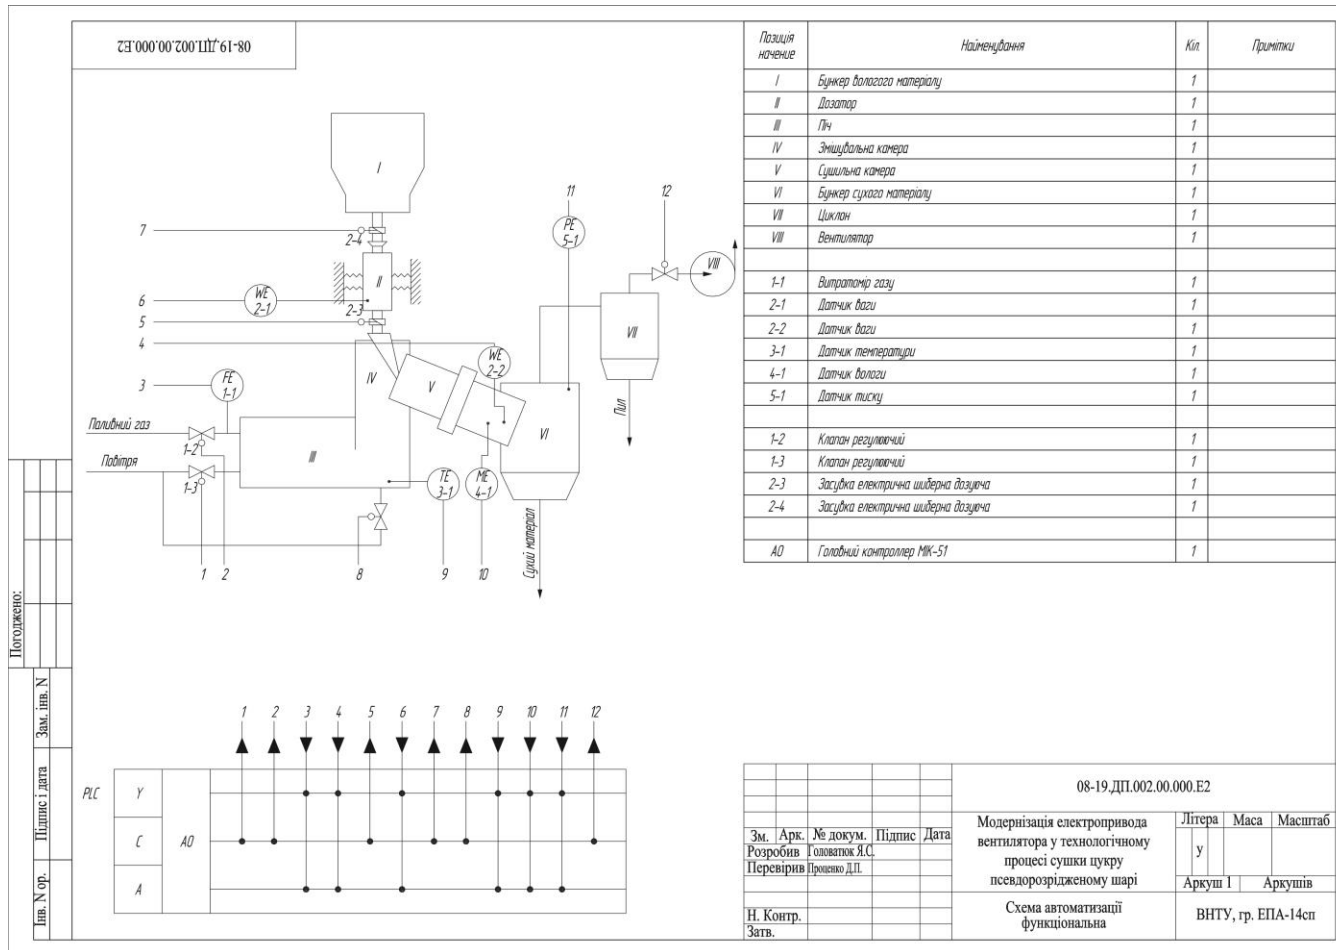 08-19.ДП.002.00.000.Е2
Позиція
начение
Найменування
Кіл.
Примітки
I Бункер вологого матеріалу 1
II Дозатор 1
III Піч 1
IV Змішувальна камера 1
V Сушильна камера 1
VI Бункер сухого матеріалу 1
VII Циклон 1
VIII Вентилятор 1
1-1 Витратомір газу 1
2-1 Датчик ваги 1
2-2 Датчик ваги 1
3-1 Датчик температури 1
4-1 Датчик вологи 1
5-1 Датчик тиску 1
1-2 Клапан регулюючий 1
1-3 Клапан регулюючий 1
2-3 Засувка електрична шиберна дозуюча 1
2-4 Засувка електрична шиберна дозуюча 1
АО Головний контроллер МІК-51 1
I
11
12
7
2-4
PE
5-1
VIII
II
6
WE
2-1
2-3
5
VII
4
WE
2-2
IV
V
3
FE
1-1
Пил
Паливний газ
VI
1-2
III
Повітря
1-3
TE
3-1
ME
4-1
Сухий матеріал
1
2
8
9
10
Погоджено:
Зам. інв. N
Підпис і дата
Інв. N ор.
1 2 3 4 5 6 7 8 9 10 11 12
PLC
Y
C
A
АО
08-19.ДП.002.00.000.Е2
Зм. Арк. № докум. Підпис Дата
Розробив Головатюк Я.С.
Перевірив Проценко Д.П.
Н. Контр.
Затв.
Модернізація електропривода
вентилятора у технологічному
процесі сушки цукру
псевдорозрідженому шарі
Літера Маса Масштаб
у
Аркуш 1 Аркушів
Схема автоматизації
функціональна
ВНТУ, гр. ЕПА-14сп